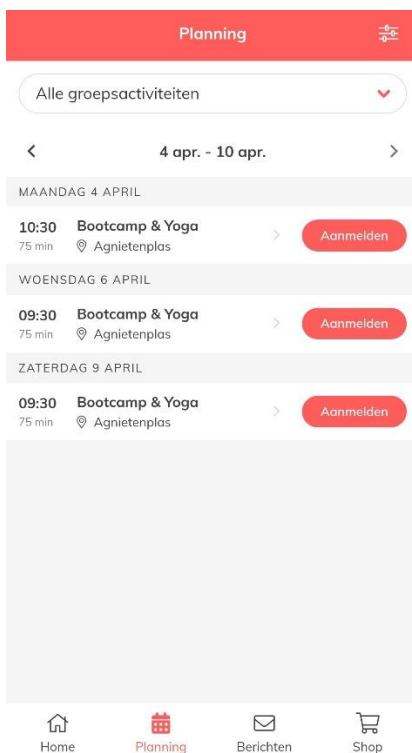 Planning
Alle groepsactiviteiten
4 apr. - 10 apr.
MAANDAG 4 APRIL
10:30 Bootcamp & Yoga
75 min Agnietenplas
Aanmelden
WOENSDAG 6 APRIL
09:30 Bootcamp & Yoga
75 min Agnietenplas
Aanmelden
ZATERDAG 9 APRIL
09:30 Bootcamp & Yoga
75 min Agnietenplas
Aanmelden
Home Planning Berichten Shop